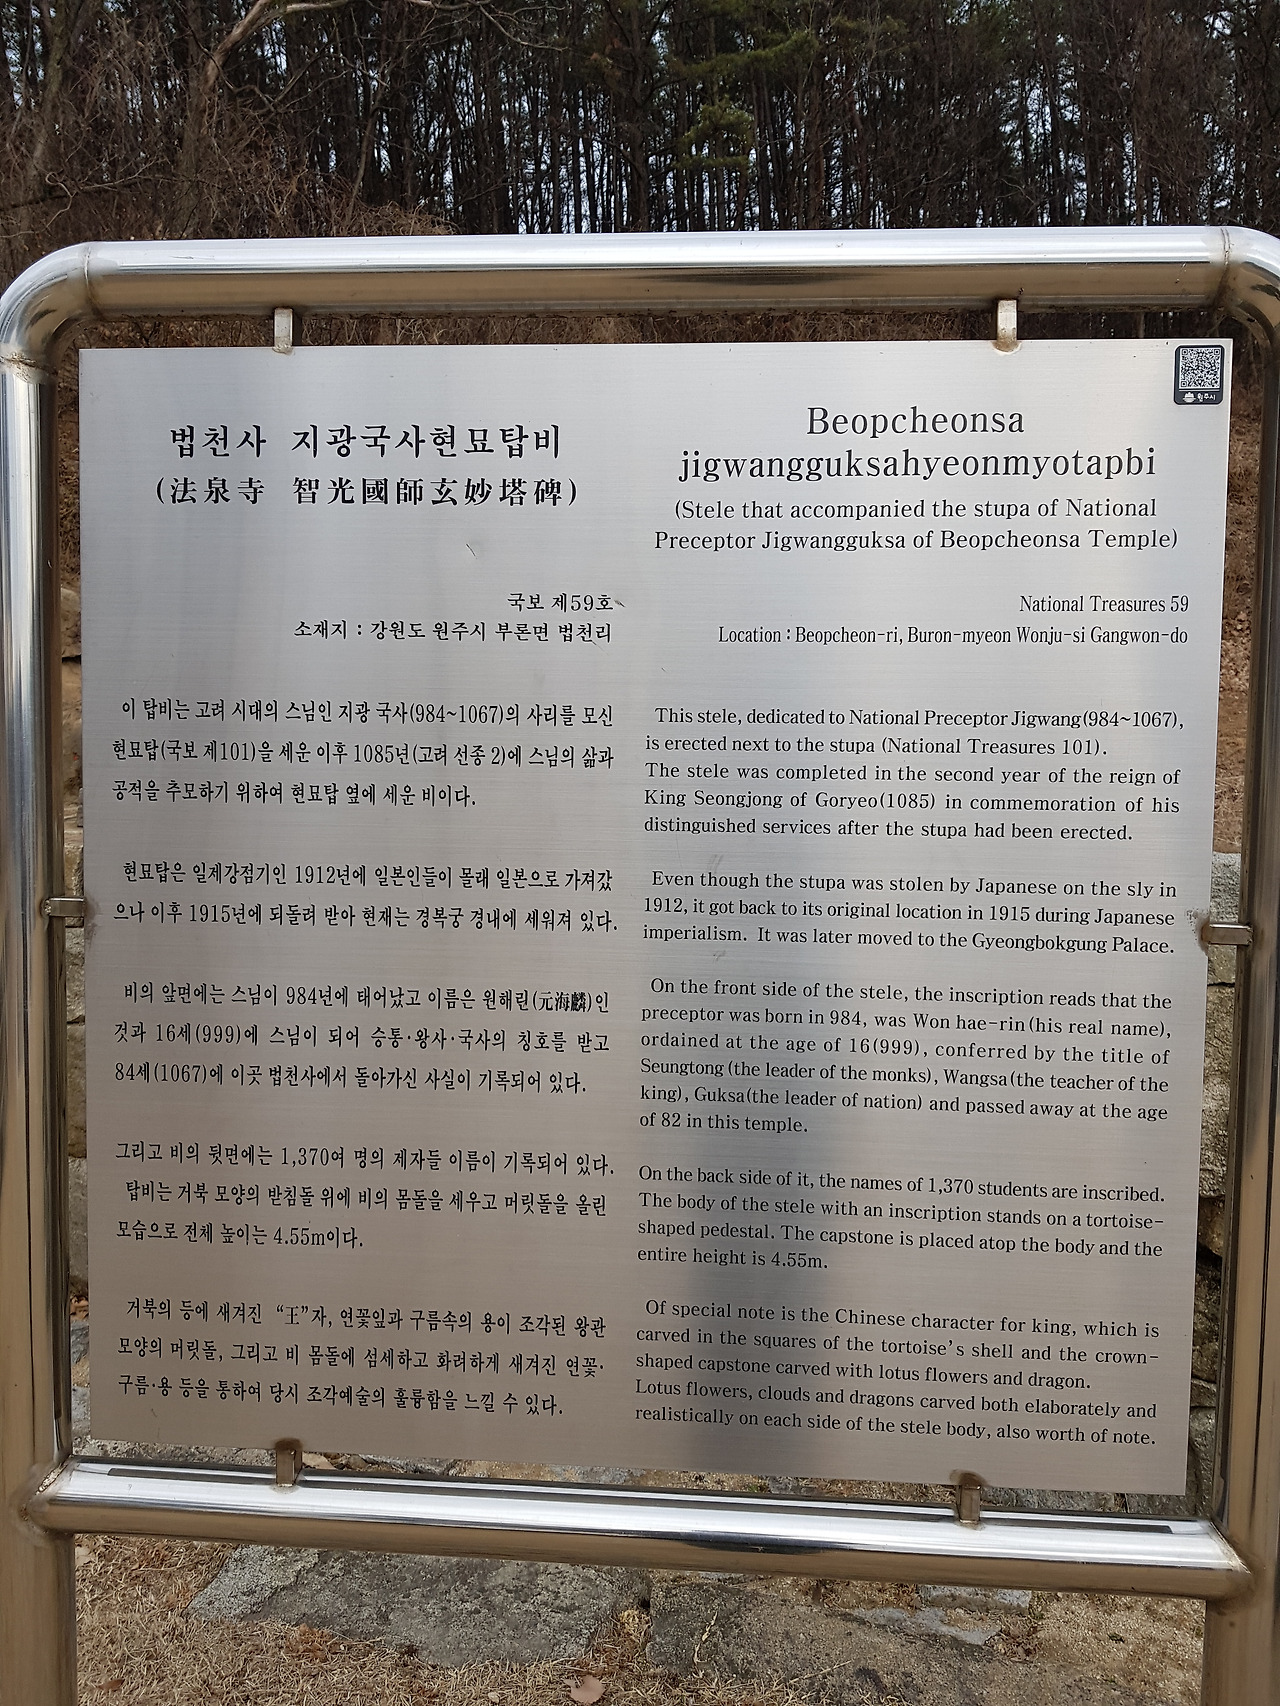 법천사 지광국사현묘탑비
(法泉寺 智光國師玄妙塔碑)
국보 제59호
소재지 : 강원도 원주시 부론면 법천리
이 탑비는 고려 시대의 스님인 지광 국사(984~1067)의 사리를 모신
현묘탑(국보 제101)을 세운 이후 1085년(고려 선종 2)에 스님의 삶과
공적을 추모하기 위하여 현묘탑 옆에 세운 비이다.
현묘탑은 일제강점기인 1912년에 일본인들이 몰래 일본으로 가져갔
으나 이후 1915년에 되돌려 받아 현재는 경복궁 경내에 세워져 있다.
비의 앞면에는 스님이 984년에 태어났고 이름은 원해린(元海麟)인
것과 16세(999)에 스님이 되어 승통·왕사·국사의 칭호를 받고
84세(1067)에 이곳 법천사에서 돌아가신 사실이 기록되어 있다.
그리고 비의 뒷면에는 1,370여 명의 제자들 이름이 기록되어 있다.
탑비는 거북 모양의 받침돌 위에 비의 몸돌을 세우고 머릿돌을 올린
모습으로 전체 높이는 4.55m이다.
거북의 등에 새겨진 “王”자, 연꽃잎과 구름속의 용이 조각된 왕관
모양의 머릿돌, 그리고 비 몸돌에 섬세하고 화려하게 새겨진 연꽃·
구름·용 등을 통하여 당시 조각예술의 훌륭함을 느낄 수 있다.
원주시
Beopcheonsa
jigwangguksahyeonmyotapbi
(Stele that accompanied the stupa of National
Preceptor Jigwangguksa of Beopcheonsa Temple)
National Treasures 59
Location : Beopcheon-ri, Buron-myeon Wonju-si Gangwon-do
This stele, dedicated to National Preceptor Jigwang(984~1067),
is erected next to the stupa (National Treasures 101).
The stele was completed in the second year of the reign of
King Seongjong of Goryeo(1085) in commemoration of his
distinguished services after the stupa had been erected.
Even though the stupa was stolen by Japanese on the sly in
1912, it got back to its original location in 1915 during Japanese
imperialism. It was later moved to the Gyeongbokgung Palace.
On the front side of the stele, the inscription reads that the
preceptor was born in 984, was Won hae-rin(his real name),
ordained at the age of 16(999), conferred by the title of
Seungtong(the leader of the monks), Wangsa(the teacher of the
king), Guksa(the leader of nation) and passed away at the age
of 82 in this temple.
On the back side of it, the names of 1,370 students are inscribed.
The body of the stele with an inscription stands on a tortoise-
shaped pedestal. The capstone is placed atop the body and the
entire height is 4.55m.
Of special note is the Chinese character for king, which is
carved in the squares of the tortoise's shell and the crown-
shaped capstone carved with lotus flowers and dragon.
Lotus flowers, clouds and dragons carved both elaborately and
realistically on each side of the stele body, also worth of note.